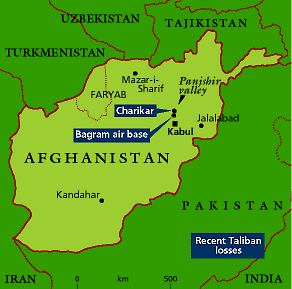 UZBEKISTAN
TAJIKISTAN
TURKMENISTAN
Mazar-i-
Sharif
Panjshir
valley
FARYAB
Charikar
Bagram air base
Kabul
Jalalabad
AFGHANISTAN
Kandahar
PAKISTAN
Recent Taliban
losses
IRAN
0 km 500
INDIA